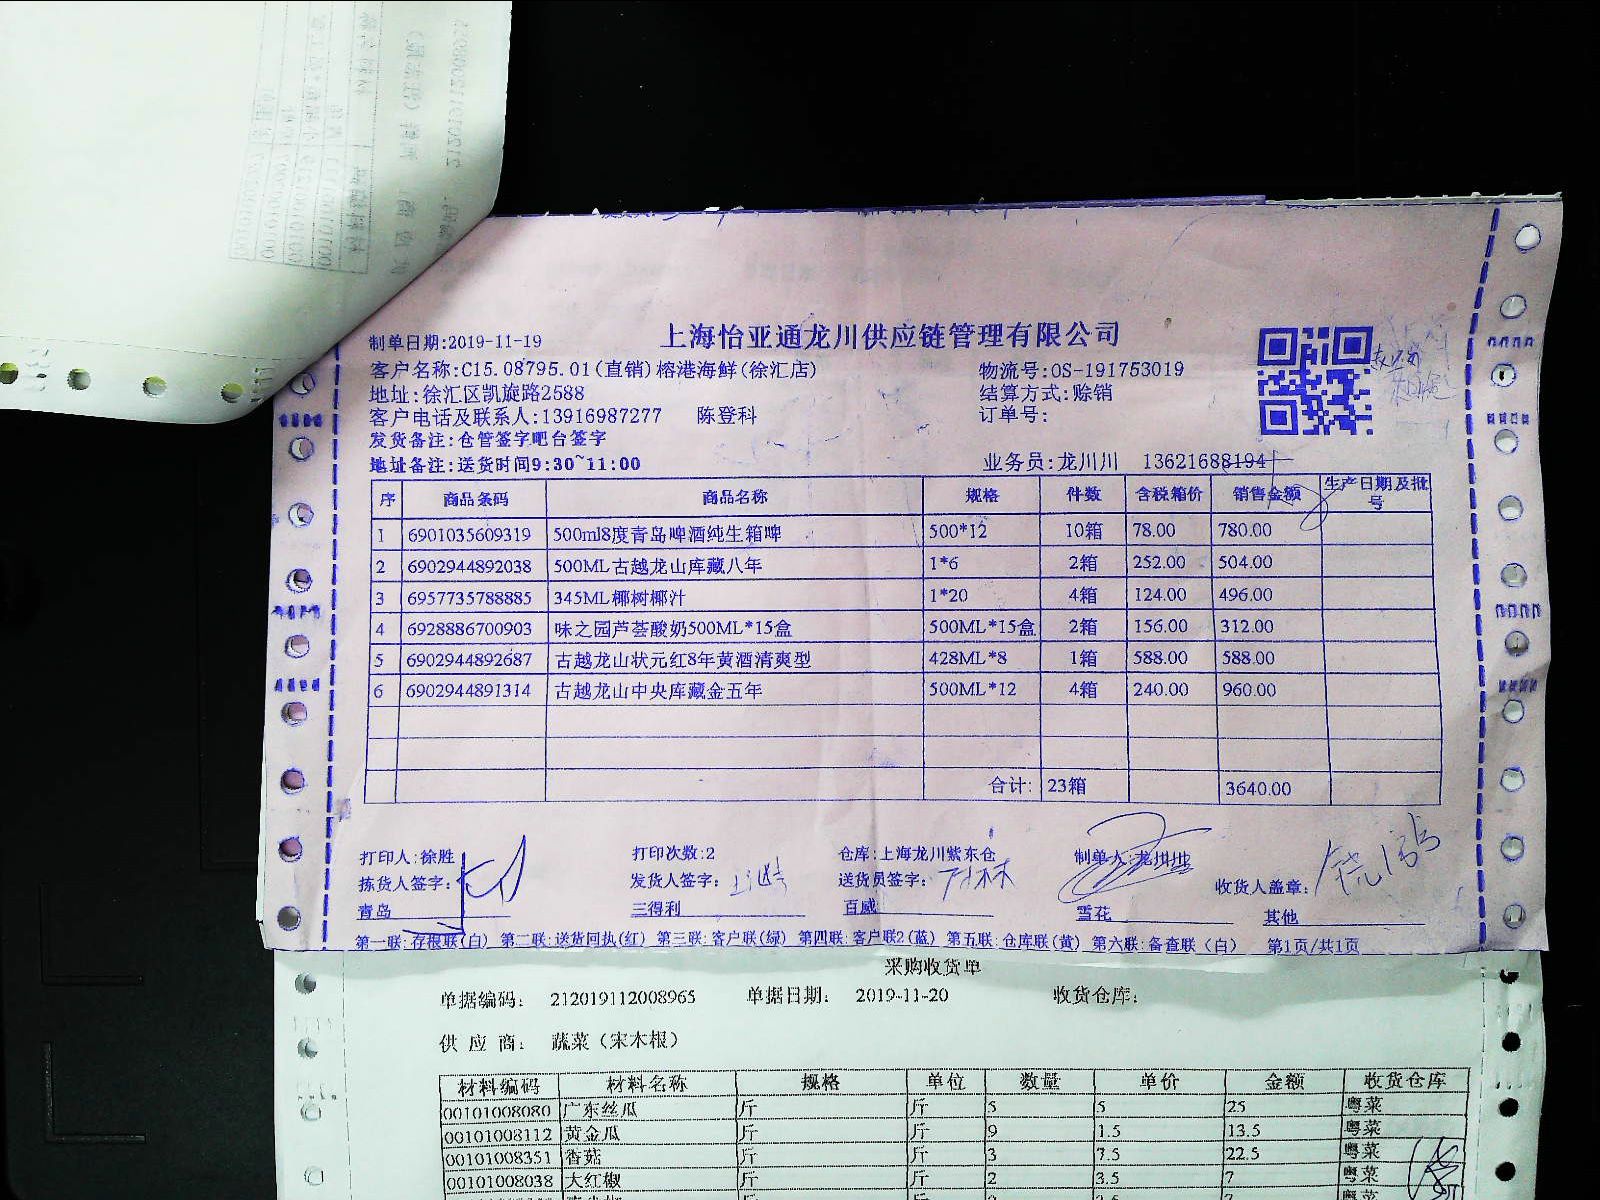 上海怡亚通龙川供应链管理有限公司
制单日期:2019-11-19
客户名称:C15.08795.01(直销)榕港海鲜(徐汇店) 物流号:OS-191753019
地址:徐汇区凯旋路2588 结算方式:赊销
客户电话及联系人:13916987277 陈登科 订单号:
发货备注:仓管签字吧台签字
地址备注:送货时间9:30~11:00 业务员:龙川川 13621688194
序 商品条码 商品名称 规格 件数 含税箱价 销售金额 生产日期及批号
1 6901035609319 500ml8度青岛啤酒纯生箱啤 500*12 10箱 78.00 780.00
2 6902944892038 500ML古越龙山库藏八年 1*6 2箱 252.00 504.00
3 6957735788885 345ML椰树椰汁 1*20 4箱 124.00 496.00
4 6928886700903 味之园芦荟酸奶500ML*15盒 500ML*15盒 2箱 156.00 312.00
5 6902944892687 古越龙山状元红8年黄酒清爽型 428ML*8 1箱 588.00 588.00
6 6902944891314 古越龙山中央库藏金五年 500ML*12 4箱 240.00 960.00
合计: 23箱 3640.00
打印人:徐胜 打印次数:2 仓库:上海龙川紫东仓 制单人:龙川川
拣货人签字: 发货人签字: 送货员签字: 收货人盖章:
青岛 三得利 百威 雪花 其他
第一联:存根联(白) 第二联:送货回执(红) 第三联:客户联(绿) 第四联:客户联2(蓝) 第五联:仓库联(黄) 第六联:备查联(白) 第1页/共1页
采购收货单
单据编码: 212019112008965 单据日期: 2019-11-20 收货仓库:
供应商: 蔬菜(宋木根)
材料编码 材料名称 规格 单位 数量 单价 金额 收货仓库
00101008080 广东丝瓜 斤 斤 5 5 25 粤菜
00101008112 黄金瓜 斤 斤 9 1.5 13.5 粤菜
00101008351 香菇 斤 斤 3 7.5 22.5 粤菜
00101008038 大红椒 斤 斤 2 3.5 7 粤菜